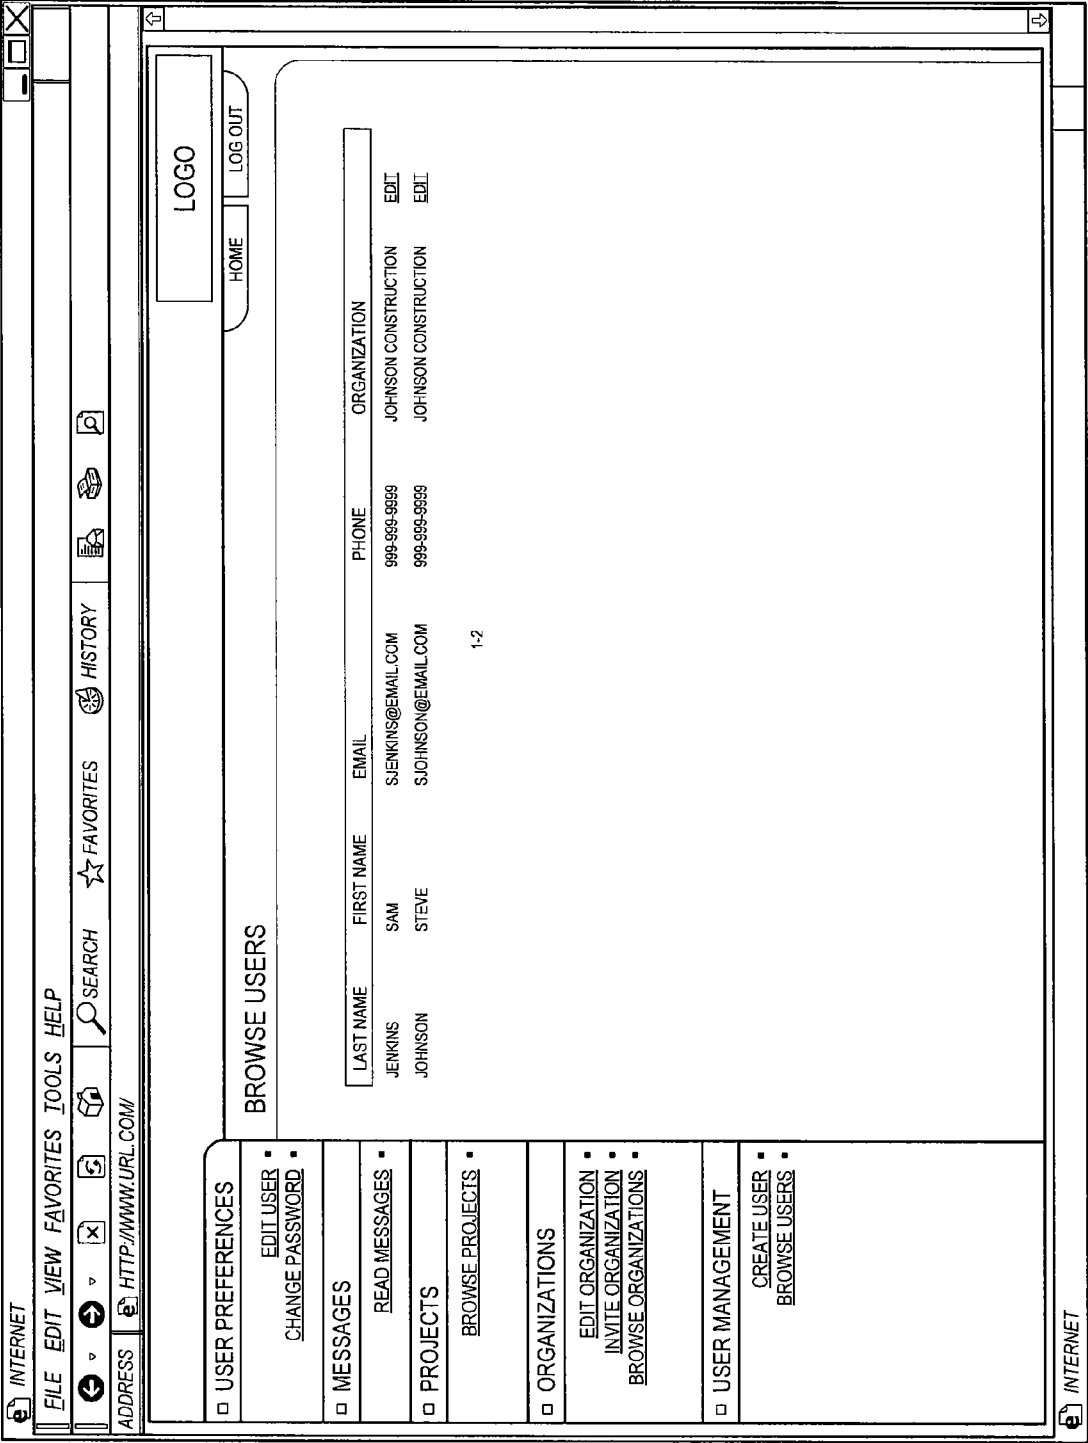 INTERNET
FILE EDIT VIEW FAVORITES TOOLS HELP
SEARCH FAVORITES HISTORY
ADDRESS HTTP://WWW.URL.COM/
LOGO
HOME LOG OUT
USER PREFERENCES
EDIT USER
CHANGE PASSWORD
MESSAGES
READ MESSAGES
PROJECTS
BROWSE PROJECTS
ORGANIZATIONS
EDIT ORGANIZATION
INVITE ORGANIZATION
BROWSE ORGANIZATIONS
USER MANAGEMENT
CREATE USER
BROWSE USERS
BROWSE USERS
LAST NAME FIRST NAME EMAIL PHONE ORGANIZATION
JENKINS SAM SJENKINS@EMAIL.COM 999-999-9999 JOHNSON CONSTRUCTION EDIT
JOHNSON STEVE SJOHNSON@EMAIL.COM 999-999-9999 JOHNSON CONSTRUCTION EDIT
1-2
INTERNET